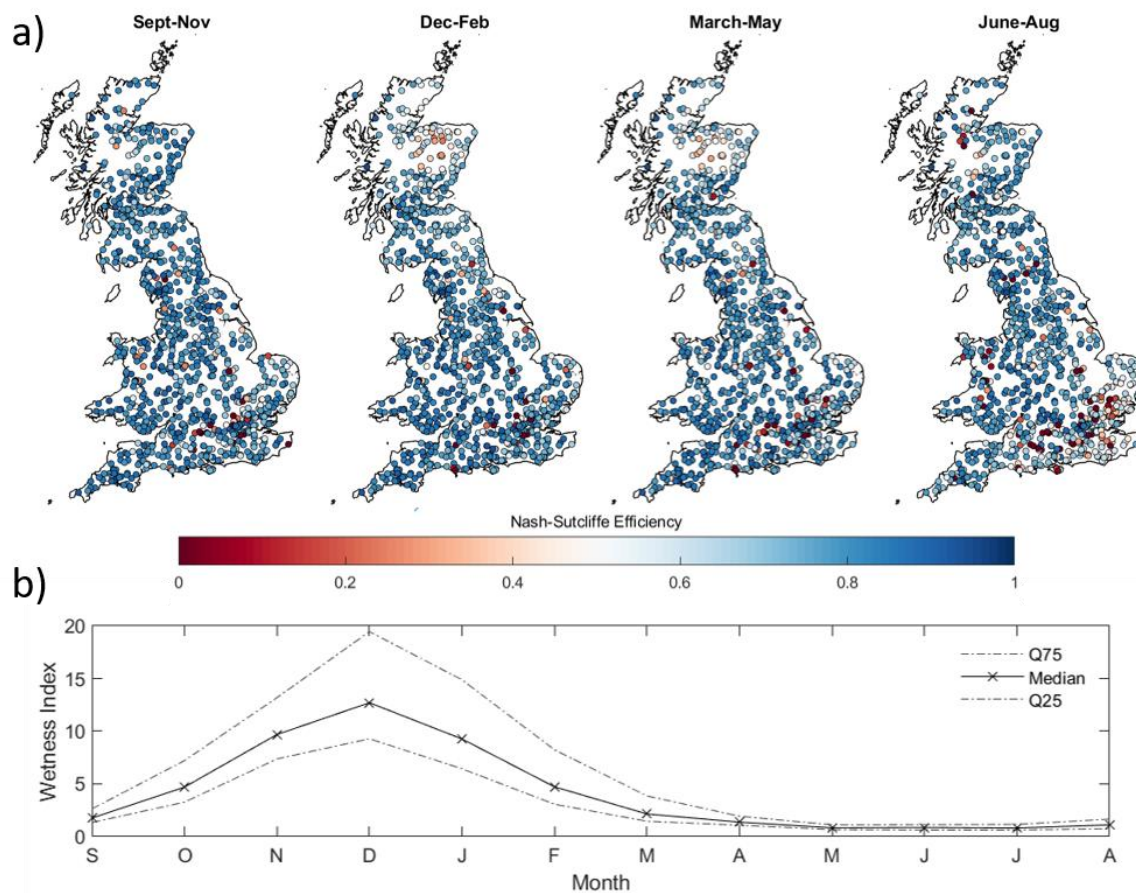 a)
Sept-Nov Dec-Feb March-May June-Aug
Nash-Sutcliffe Efficiency
0 0.2 0.4 0.6 0.8 1
b)
20
15
10
5
0
Wetness Index
Q75
Median
Q25
S O N D J F M A M J J A
Month